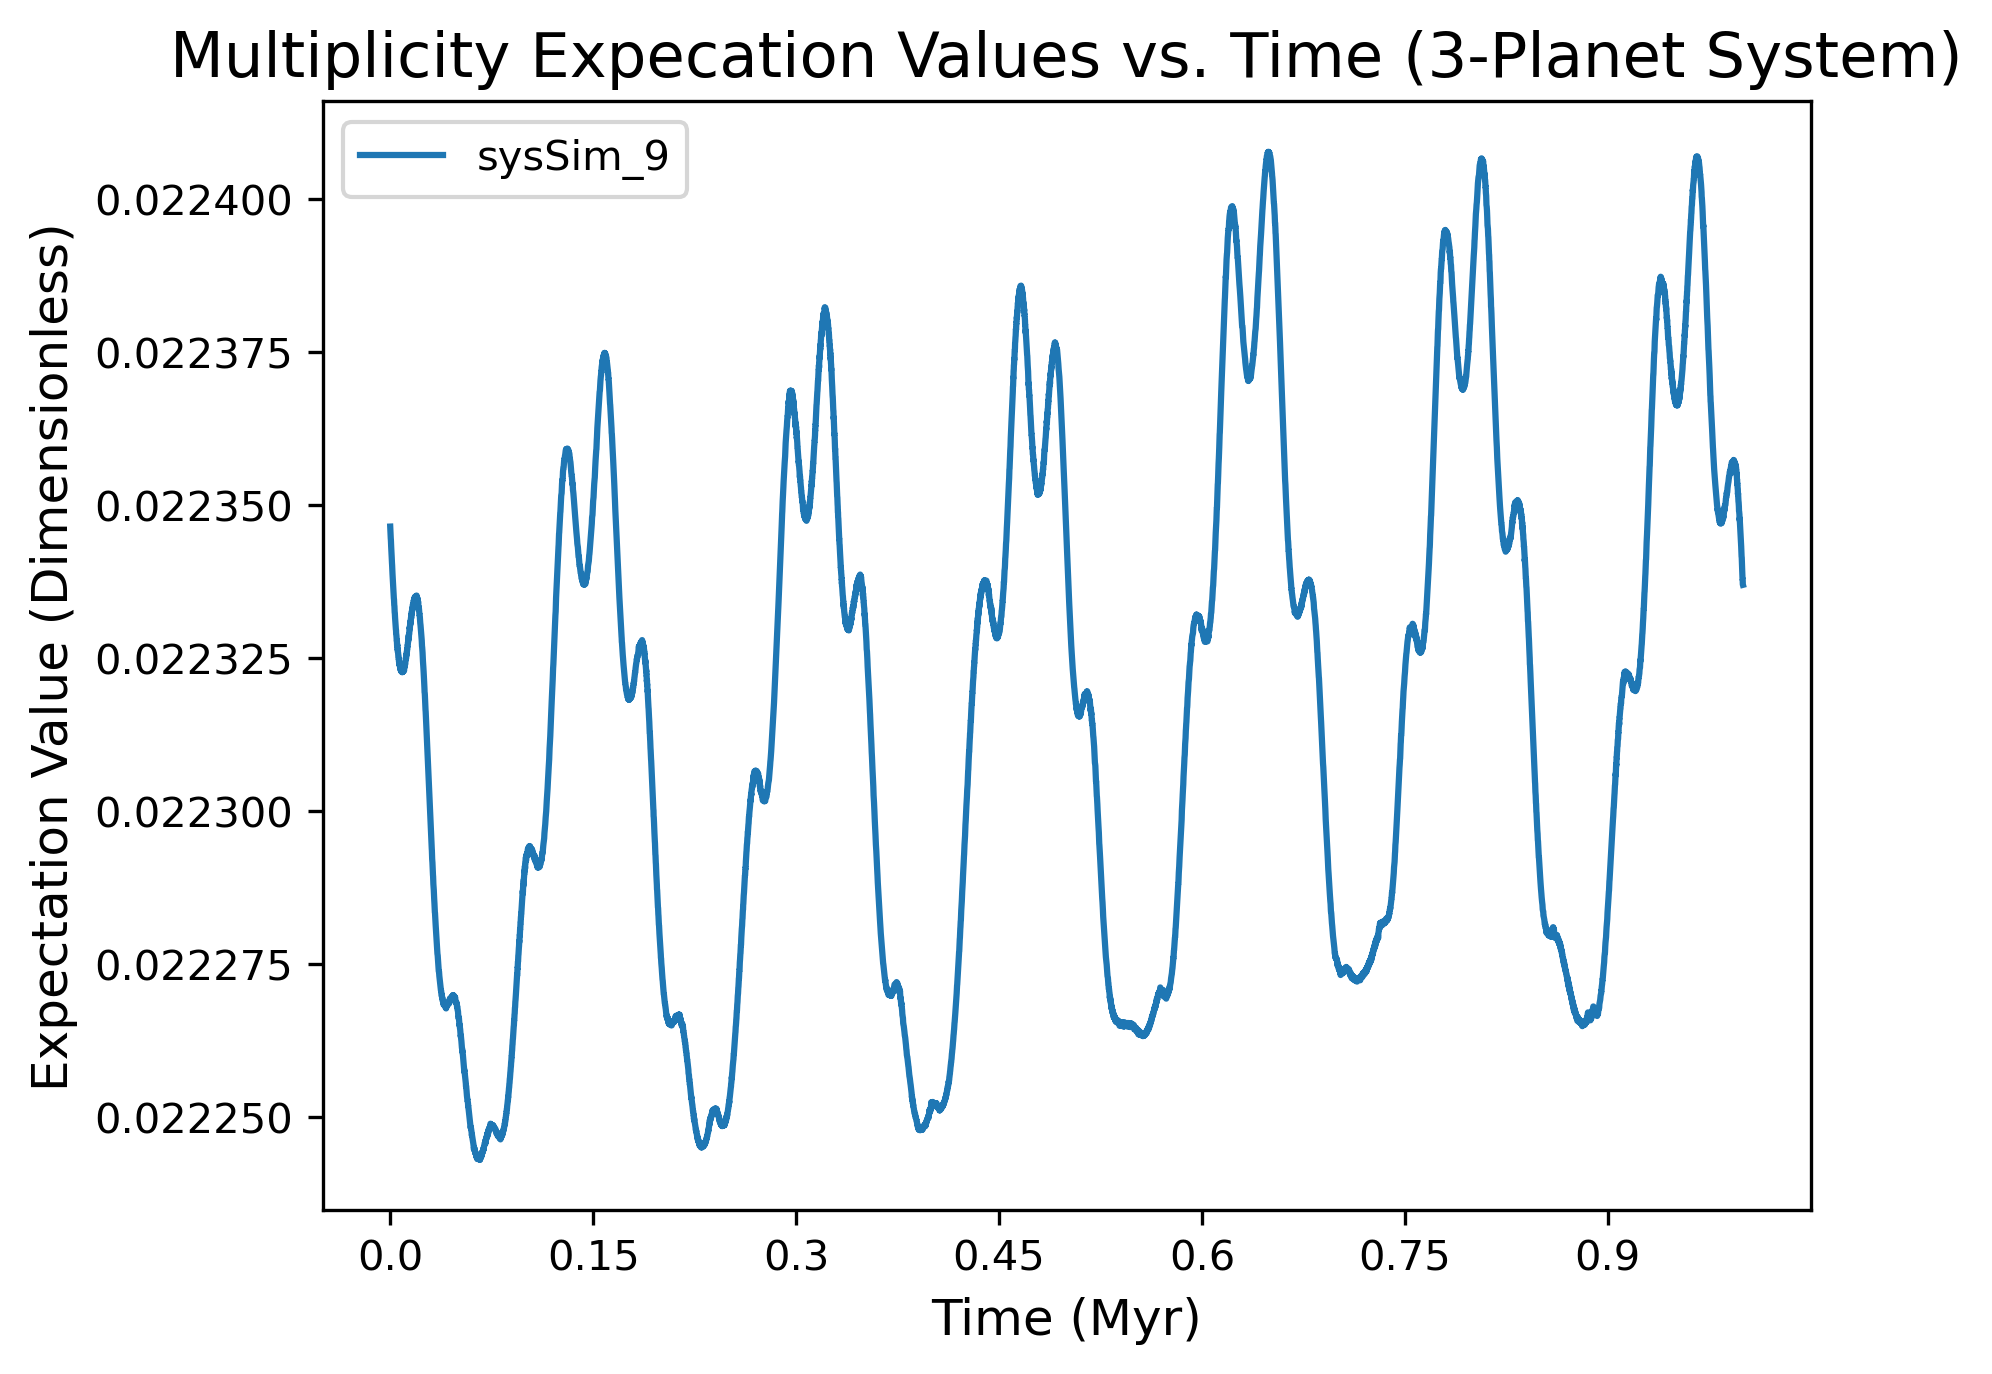 Multiplicity Expecation Values vs. Time (3-Planet System)
sysSim_9
Expectation Value (Dimensionless)
0.022400
0.022375
0.022350
0.022325
0.022300
0.022275
0.022250
0.0 0.15 0.3 0.45 0.6 0.75 0.9
Time (Myr)